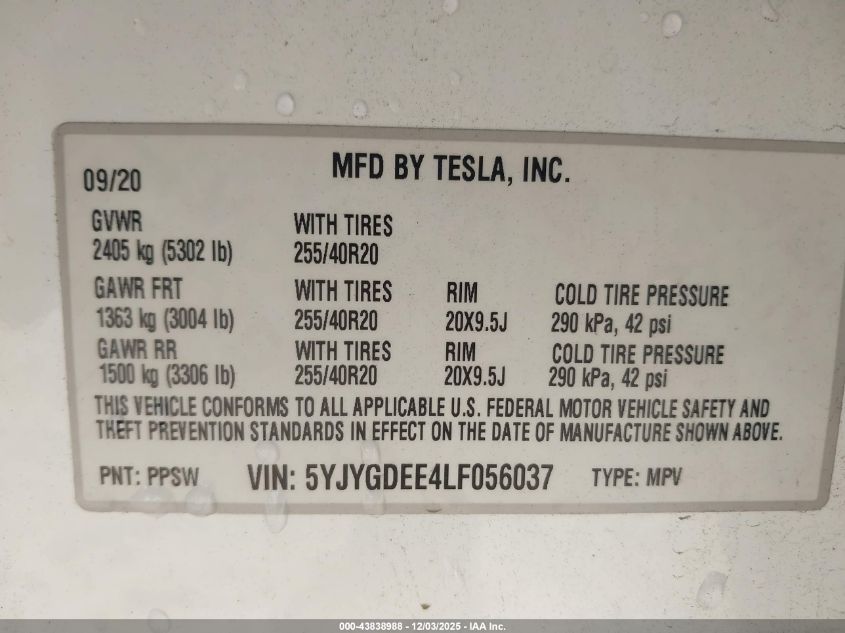 MFD BY TESLA, INC.
09/20
GVWR WITH TIRES
2405 kg (5302 lb) 255/40R20
GAWR FRT WITH TIRES RIM COLD TIRE PRESSURE
1363 kg (3004 lb) 255/40R20 20X9.5J 290 kPa, 42 psi
GAWR RR WITH TIRES RIM COLD TIRE PRESSURE
1500 kg (3306 lb) 255/40R20 20X9.5J 290 kPa, 42 psi
THIS VEHICLE CONFORMS TO ALL APPLICABLE U.S. FEDERAL MOTOR VEHICLE SAFETY AND
THEFT PREVENTION STANDARDS IN EFFECT ON THE DATE OF MANUFACTURE SHOWN ABOVE.
PNT: PPSW VIN: 5YJYGDEE4LF056037 TYPE: MPV
000-43838988 - 12/03/2025 - IAA Inc.